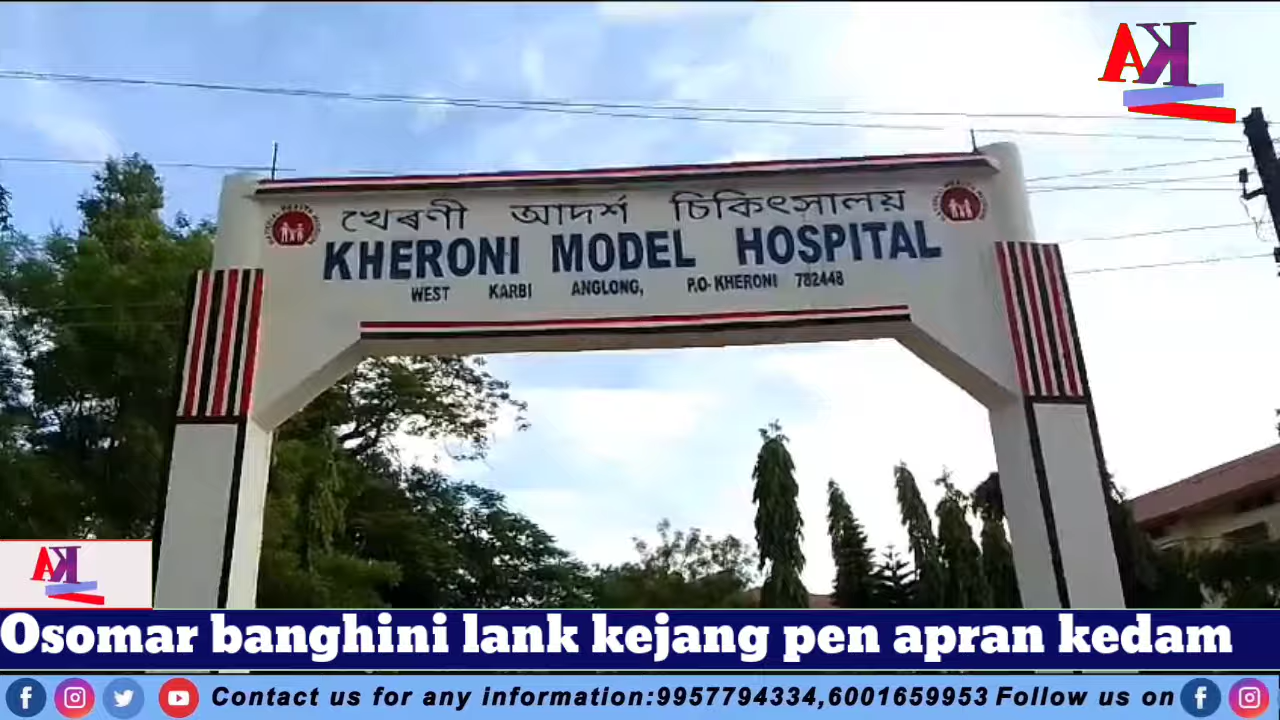 AK
খেৰণী আদৰ্শ চিকিৎসালয়
KHERONI MODEL HOSPITAL
WEST KARBI ANGLONG, P.O- KHERONI 782448
AK
Osomar banghini lank kejang pen apran kedam
Contact us for any information:9957794334,6001659953 Follow us on